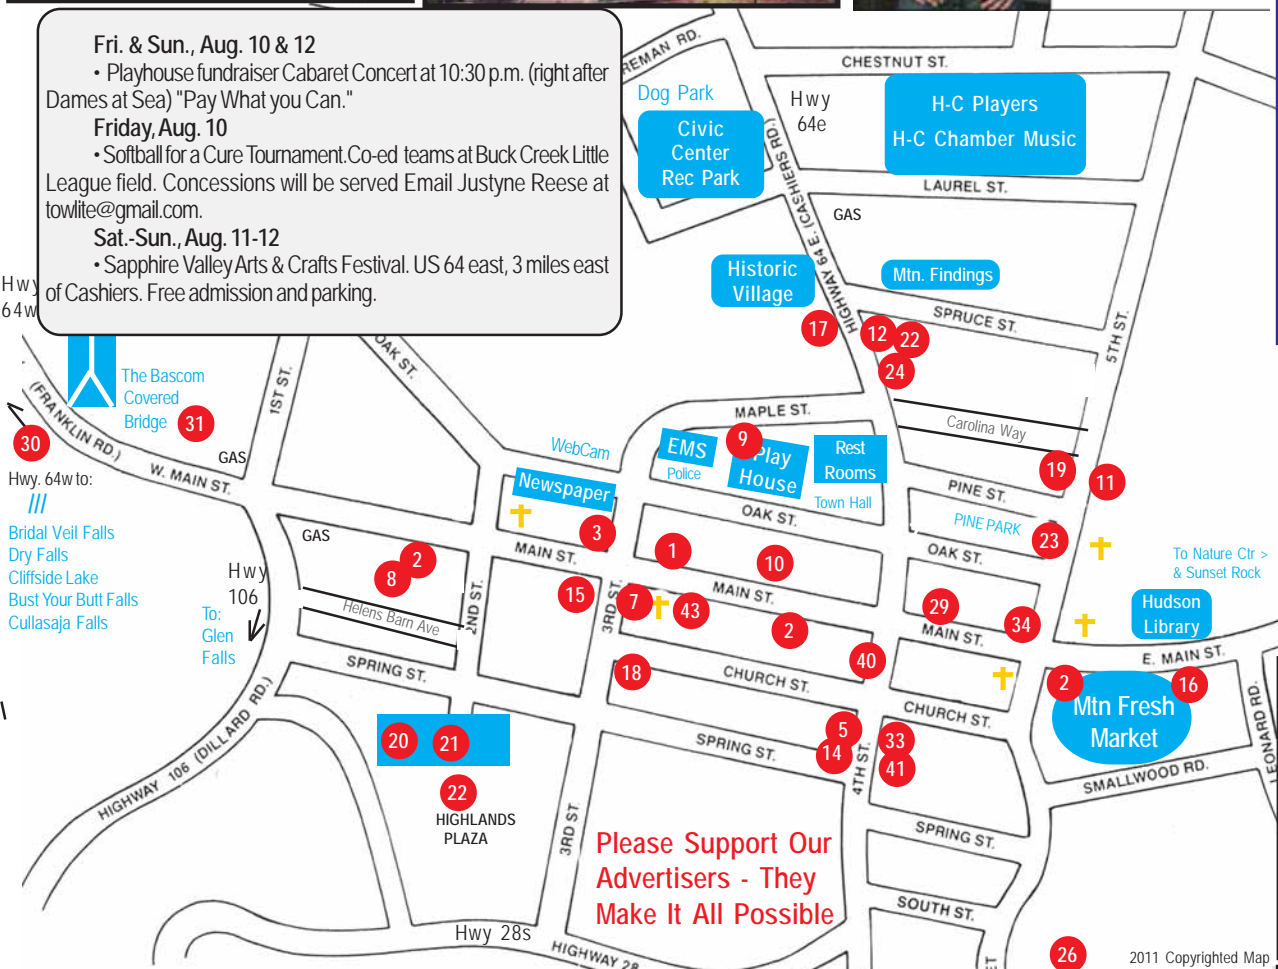 Fri. & Sun., Aug. 10 & 12
• Playhouse fundraiser Cabaret Concert at 10:30 p.m. (right after
Dames at Sea) "Pay What you Can."
Friday, Aug. 10
• Softball for a Cure Tournament.Co-ed teams at Buck Creek Little
League field. Concessions will be served Email Justyne Reese at
towlite@gmail.com.
Sat.-Sun., Aug. 11-12
• Sapphire Valley Arts & Crafts Festival. US 64 east, 3 miles east
of Cashiers. Free admission and parking.
REMAN RD.
CHESTNUT ST.
Dog Park
Hwy
64e
Civic
Center
Rec Park
H-C Players
H-C Chamber Music
HIGHWAY 64 E. (CASHIERS RD.)
LAUREL ST.
GAS
Historic
Village
Mtn. Findings
Hwy
64w
SPRUCE ST.
5TH ST.
17
12
22
24
OAK ST.
The Bascom
Covered
Bridge
31
1ST ST.
(FRANKLIN RD.)
30
MAPLE ST.
Carolina Way
WebCam
EMS
Police
9
Play
House
Rest
Rooms
Town Hall
GAS
W. MAIN ST.
Hwy. 64w to:
///
Bridal Veil Falls
Dry Falls
Cliffside Lake
Bust Your Butt Falls
Cullasaja Falls
Newspaper
19
11
PINE ST.
OAK ST.
PINE PARK
23
3
GAS
MAIN ST.
1
10
OAK ST.
To Nature Ctr >
& Sunset Rock
2
8
Hwy
106
To:
Glen
Falls
Helens Barn Ave
2ND ST.
15
3RD ST.
7
43
MAIN ST.
2
29
34
MAIN ST.
Hudson
Library
E. MAIN ST.
SPRING ST.
18
CHURCH ST.
40
2
16
Mtn Fresh
Market
LEONARD RD.
CHURCH ST.
HIGHWAY 106 (DILLARD RD.)
20
21
22
HIGHLANDS
PLAZA
SPRING ST.
5
14
4TH ST.
33
41
SMALLWOOD RD.
3RD ST.
SPRING ST.
Please Support Our
Advertisers - They
Make It All Possible
SOUTH ST.
Hwy 28s
HIGHWAY 28
ET
26
2011 Copyrighted Map